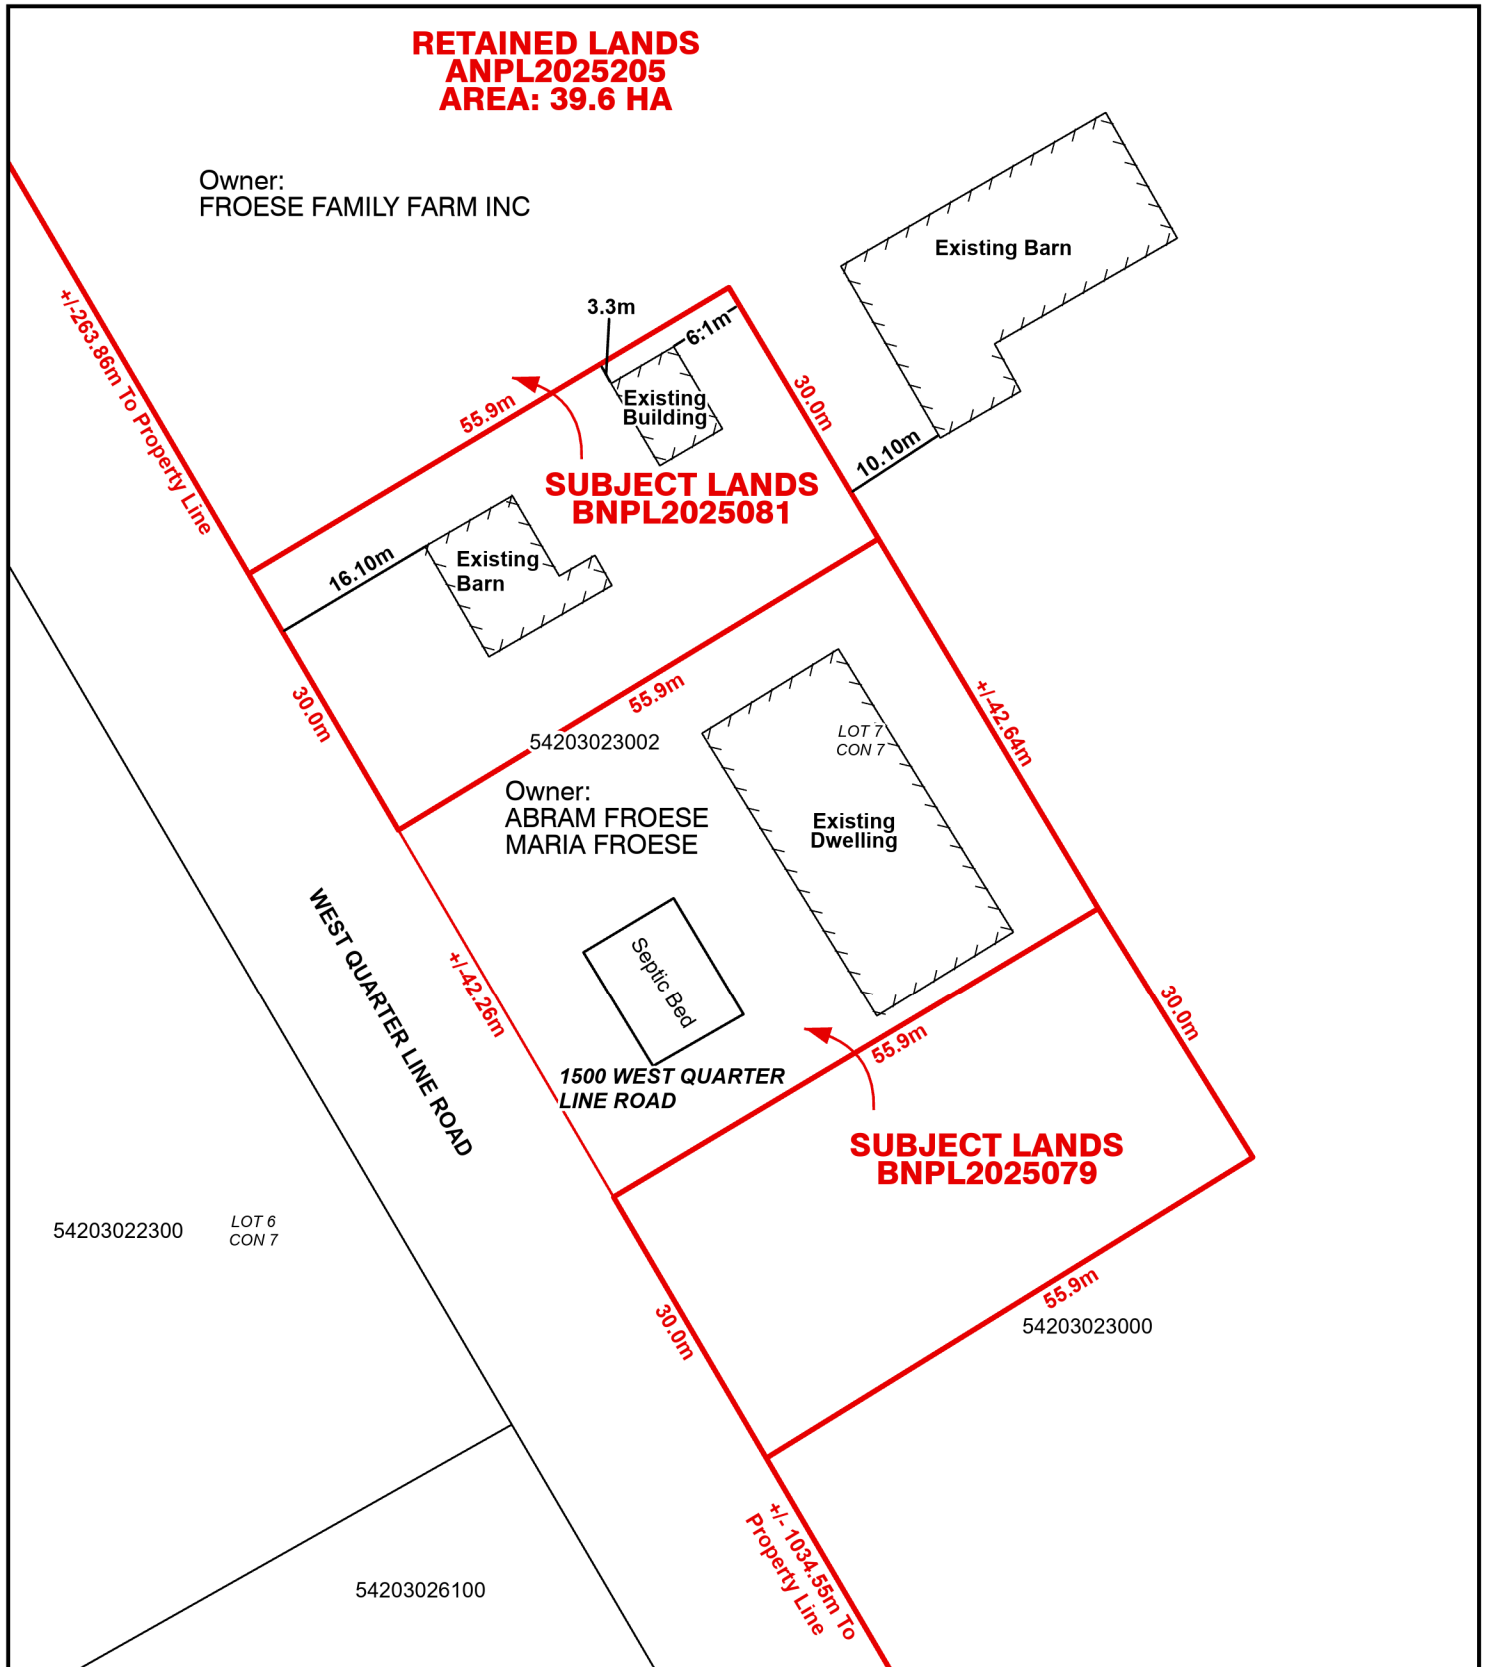 RETAINED LANDS
ANPL2025205
AREA: 39.6 HA
Owner:
FROESE FAMILY FARM INC
Existing Barn
+/-263.86m To Property Line
3.3m
6.1m
55.9m
Existing
Building
30.0m
10.10m
SUBJECT LANDS
BNPL2025081
16.10m
Existing
Barn
30.0m
55.9m
54203023002
LOT 7
CON 7
+/-42.64m
Owner:
ABRAM FROESE
MARIA FROESE
Existing
Dwelling
WEST QUARTER LINE ROAD
+/-42.26m
Septic Bed
1500 WEST QUARTER
LINE ROAD
55.9m
30.0m
SUBJECT LANDS
BNPL2025079
54203022300
LOT 6
CON 7
30.0m
55.9m
54203023000
+/- 1034.55m To
Property Line
54203026100